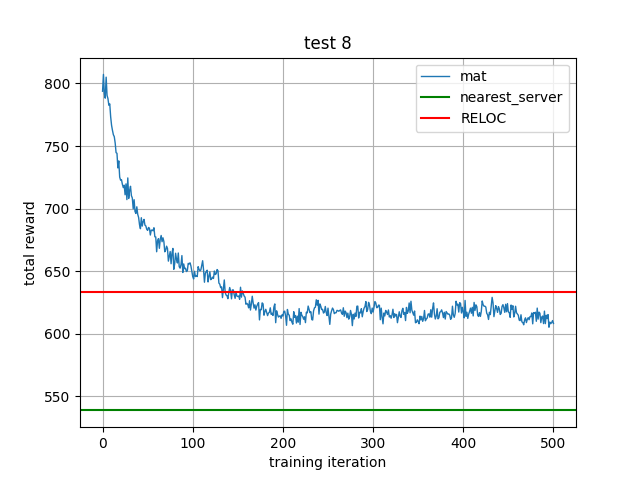 test 8
mat
nearest_server
RELOC
800
750
700
650
600
550
total reward
0 100 200 300 400 500
training iteration